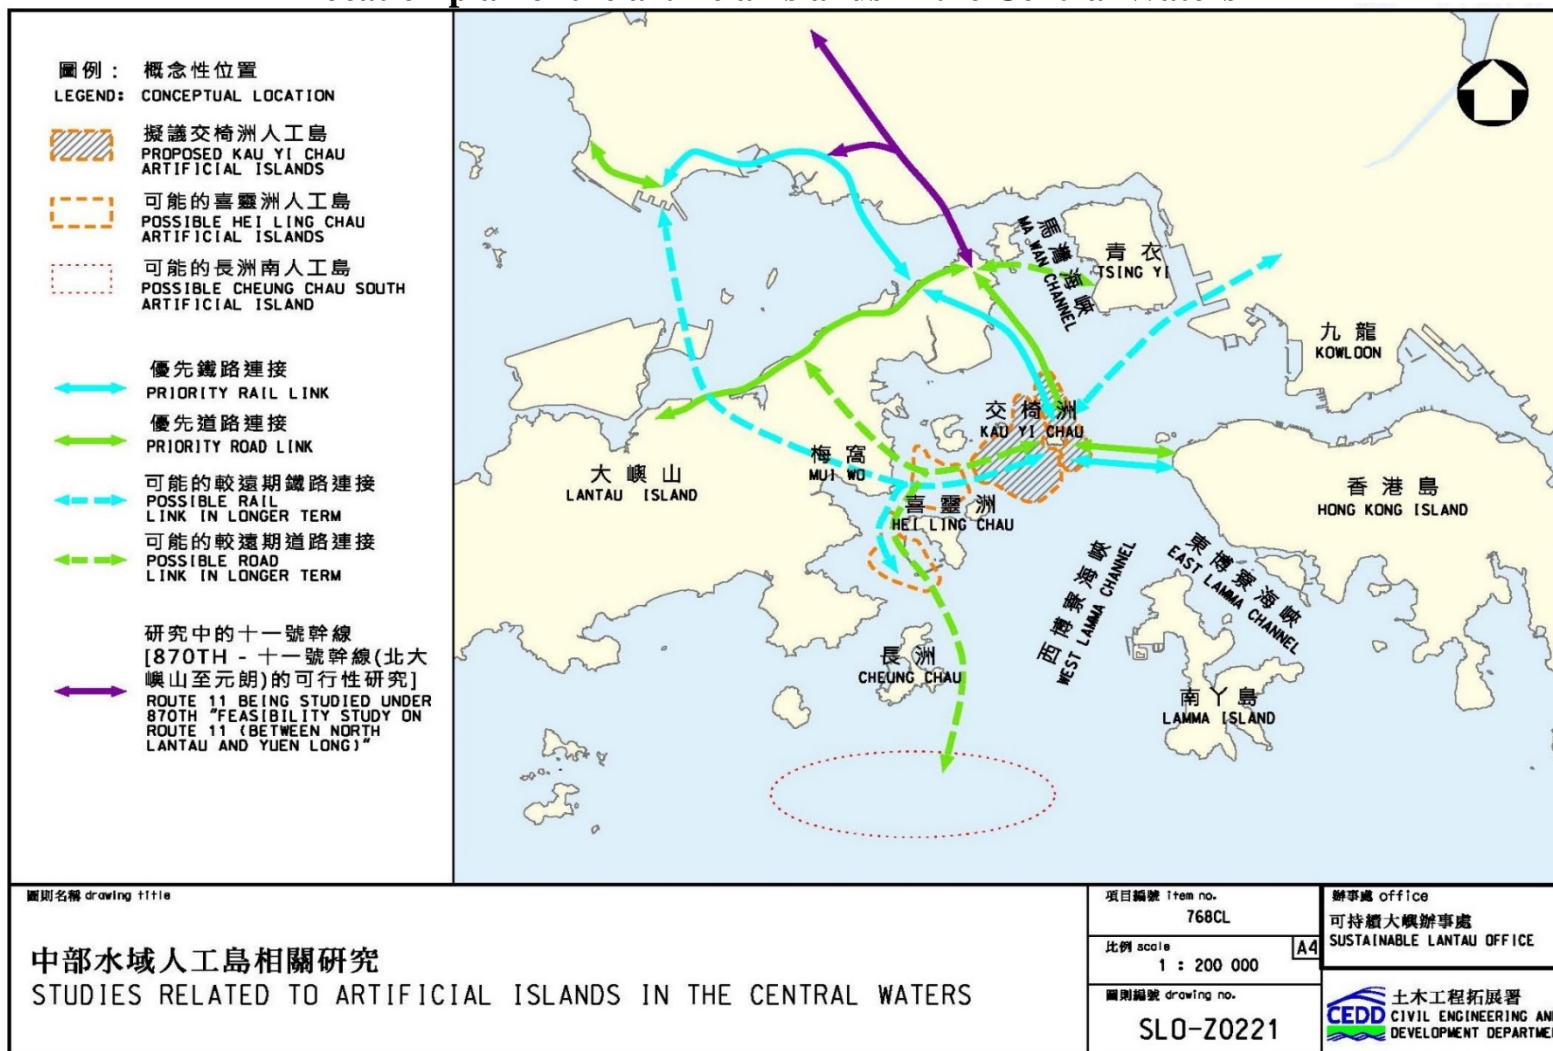 圖例： 概念性位置
LEGEND: CONCEPTUAL LOCATION
擬議交椅洲人工島
PROPOSED KAU YI CHAU
ARTIFICIAL ISLANDS
可能的喜靈洲人工島
POSSIBLE HEI LING CHAU
ARTIFICIAL ISLANDS
可能的長洲南人工島
POSSIBLE CHEUNG CHAU SOUTH
ARTIFICIAL ISLAND
優先鐵路連接
PRIORITY RAIL LINK
優先道路連接
PRIORITY ROAD LINK
可能的較遠期鐵路連接
POSSIBLE RAIL
LINK IN LONGER TERM
可能的較遠期道路連接
POSSIBLE ROAD
LINK IN LONGER TERM
研究中的十一號幹線
[870TH - 十一號幹線(北大
嶼山至元朗)的可行性研究]
ROUTE 11 BEING STUDIED UNDER
870TH "FEASIBILITY STUDY ON
ROUTE 11 (BETWEEN NORTH
LANTAU AND YUEN LONG)"
馬灣海峽
MA WAN CHANNEL
青衣
TSING YI
九龍
KOWLOON
交椅洲
KAU YI CHAU
梅窩
MUI WO
大嶼山
LANTAU ISLAND
喜靈洲
HEI LING CHAU
香港島
HONG KONG ISLAND
西博寮海峽
WEST LAMMA CHANNEL
東博寮海峽
EAST LAMMA CHANNEL
長洲
CHEUNG CHAU
南丫島
LAMMA ISLAND
圖則名稱 drawing title
中部水域人工島相關研究
STUDIES RELATED TO ARTIFICIAL ISLANDS IN THE CENTRAL WATERS
項目編號 item no.
768CL
比例 scale
A4
1 : 200 000
圖則編號 drawing no.
SLO-Z0221
辦事處 office
可持續大嶼辦事處
SUSTAINABLE LANTAU OFFICE
CEDD
土木工程拓展署
CIVIL ENGINEERING AND
DEVELOPMENT